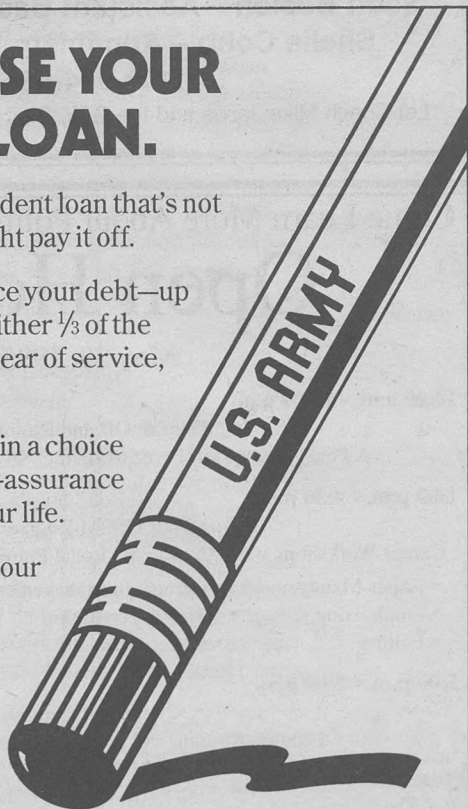 SE YOUR
LOAN.
dent loan that's not
ht pay it off.
ce your debt—up
ither ⅓ of the
ear of service,
in a choice
-assurance
ur life.
our
U.S. ARMY